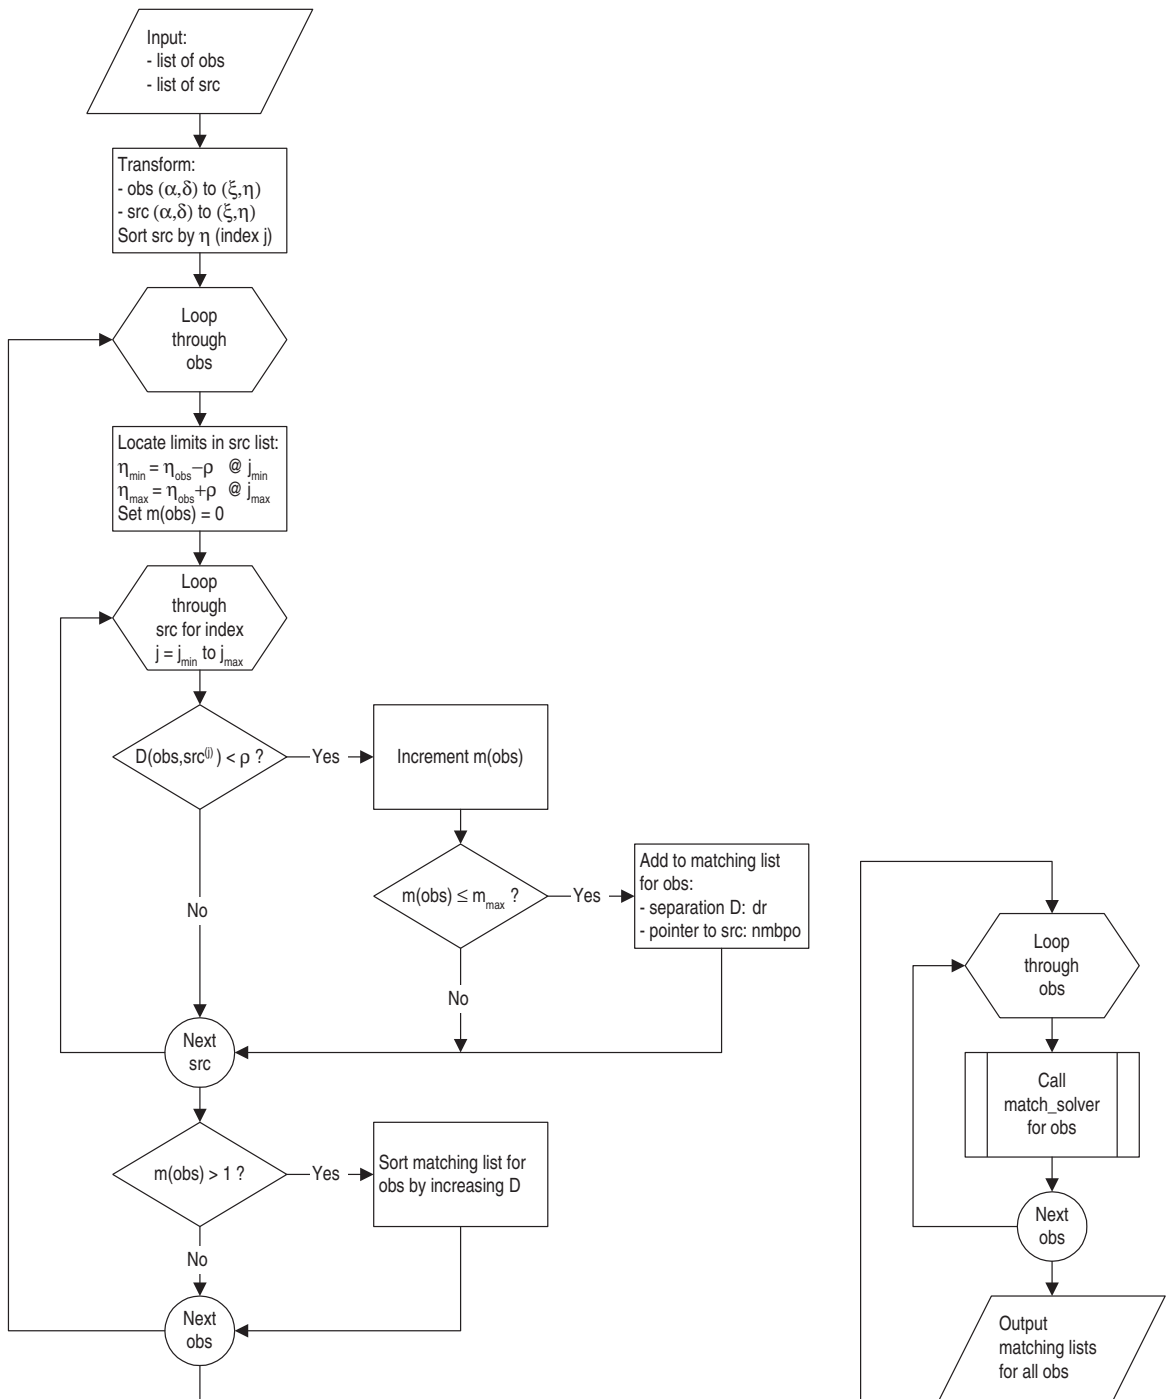 Input:
- list of obs
- list of src
Transform:
- obs (α,δ) to (ξ,η)
- src (α,δ) to (ξ,η)
Sort src by η (index j)
Loop
through
obs
Locate limits in src list:
ηmin = ηobs−ρ @ jmin
ηmax = ηobs+ρ @ jmax
Set m(obs) = 0
Loop
through
src for index
j = jmin to jmax
D(obs,src(j)) < ρ ?
Yes
Increment m(obs)
No
m(obs) ≤ mmax ?
Yes
Add to matching list
for obs:
- separation D: dr
- pointer to src: nmbpo
No
Next
src
m(obs) > 1 ?
Yes
Sort matching list for
obs by increasing D
No
Next
obs
Loop
through
obs
Call
match_solver
for obs
Next
obs
Output
matching lists
for all obs